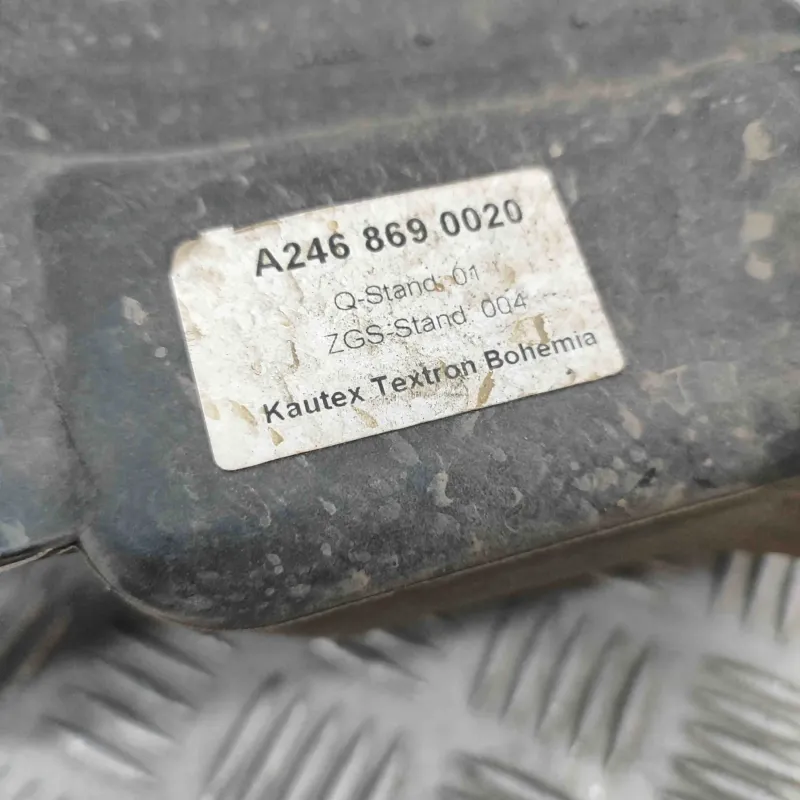 A246 869 0020
Q-Stand: 01
ZGS-Stand: 004
Kautex Textron Bohemia